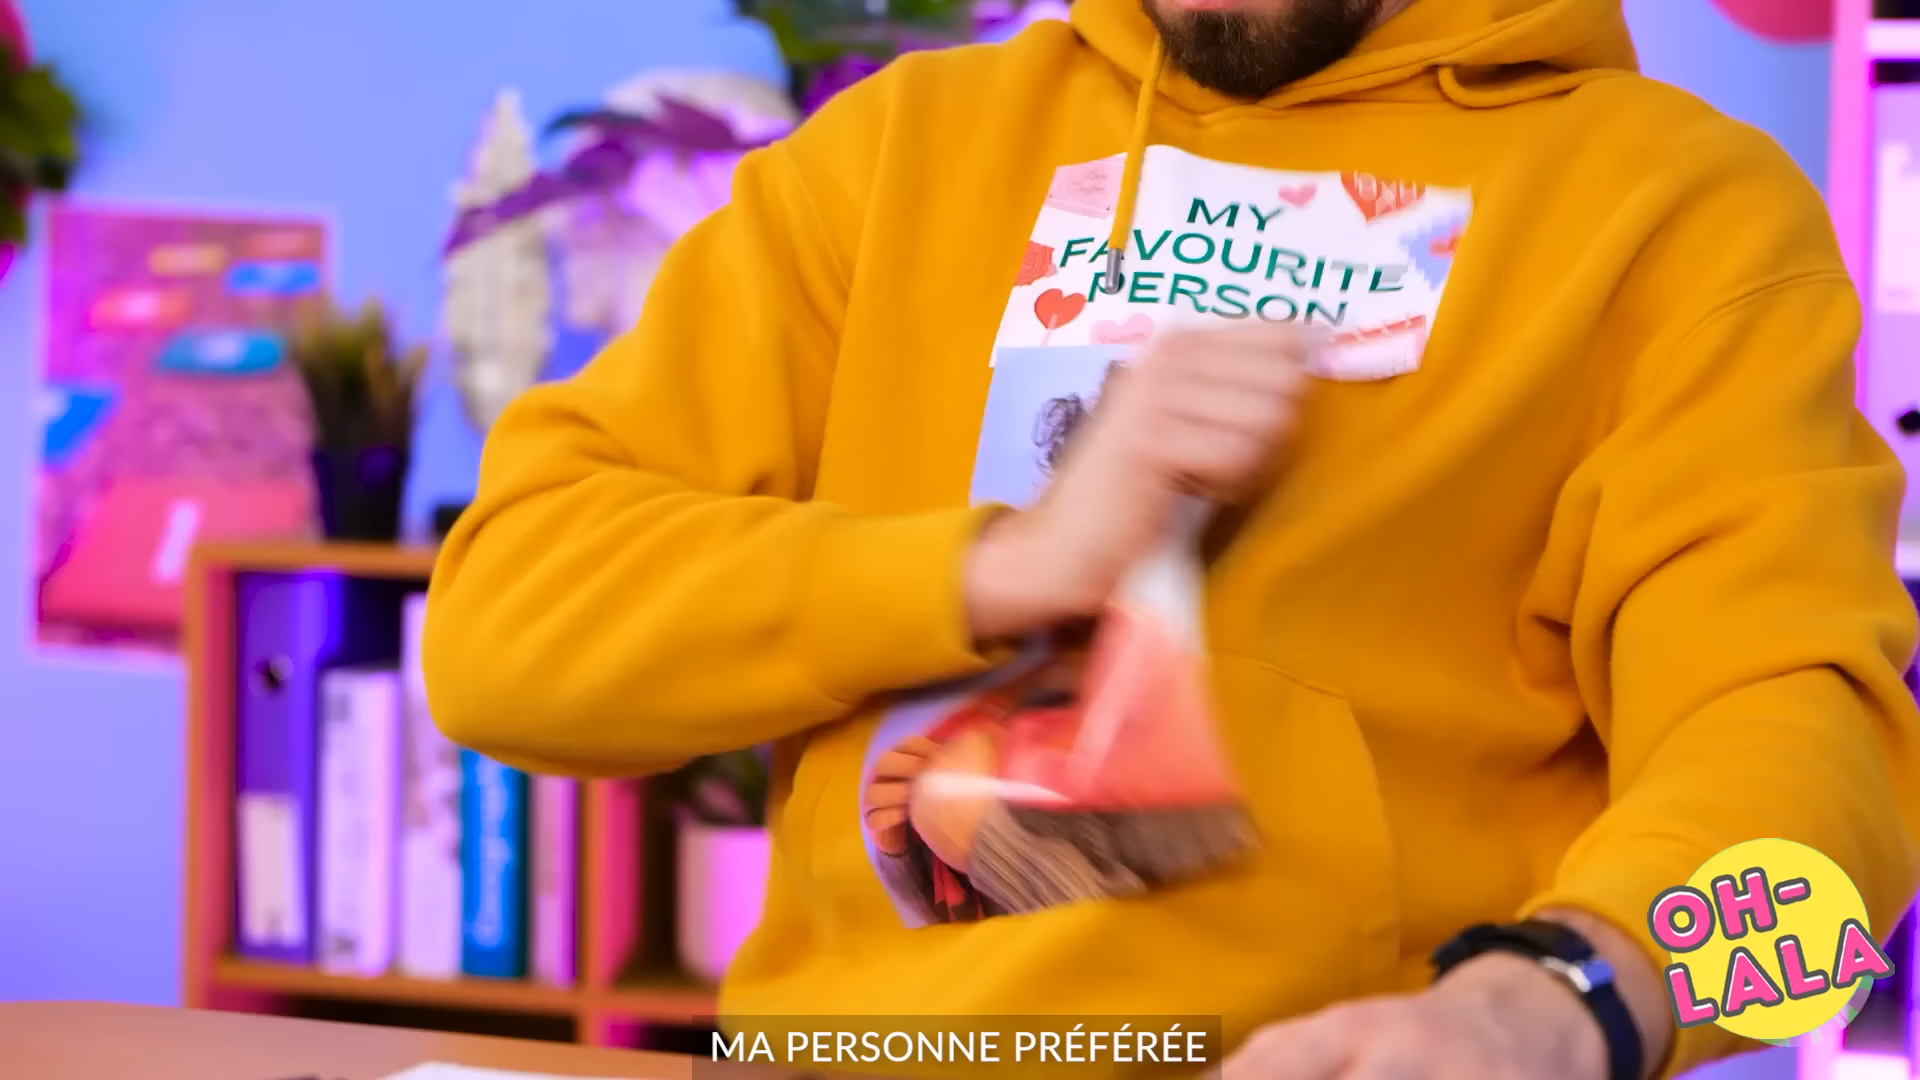 MY
FAVOURITE
PERSON
OH-
LALA
MA PERSONNE PRÉFÉRÉE